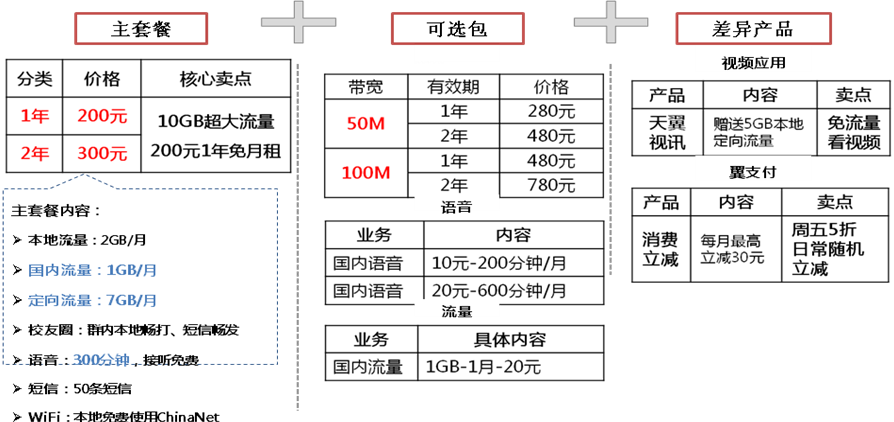 主套餐
分类 价格 核心卖点
1年 200元 10GB超大流量
2年 300元 200元1年免月租
主套餐内容：
本地流量：2GB/月
国内流量：1GB/月
定向流量：7GB/月
校友圈：群内本地畅打、短信畅发
语音：300分钟，接听免费
短信：50条短信
WiFi：本地免费使用ChinaNet
可选包
带宽 有效期 价格
50M 1年 280元
2年 480元
100M 1年 480元
2年 780元
语音
业务 内容
国内语音 10元-200分钟/月
国内语音 20元-600分钟/月
流量
业务 具体内容
国内流量 1GB-1月-20元
差异产品
视频应用
产品 内容 卖点
天翼 赠送5GB本地 免流量
视讯 定向流量 看视频
翼支付
产品 内容 卖点
消费 每月最高 周五5折
立减 立减30元 日常随机
立减